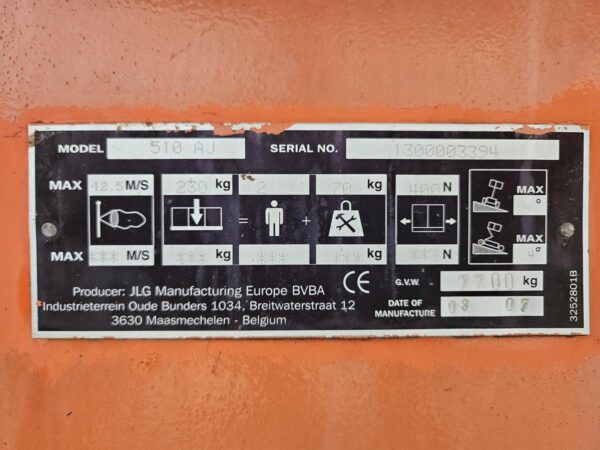 MODEL 510 AJ SERIAL NO. 1300003394
MAX 12.5 M/S 230 kg 2 70 kg 400 N MAX 4°
= +
MAX *** M/S *** kg *** *** kg *** N MAX 4°
Producer: JLG Manufacturing Europe BVBA CE G.V.W. 7700 kg
Industrieterrein Oude Bunders 1034, Breitwaterstraat 12 DATE OF MANUFACTURE 03 07
3630 Maasmechelen - Belgium
3252801B